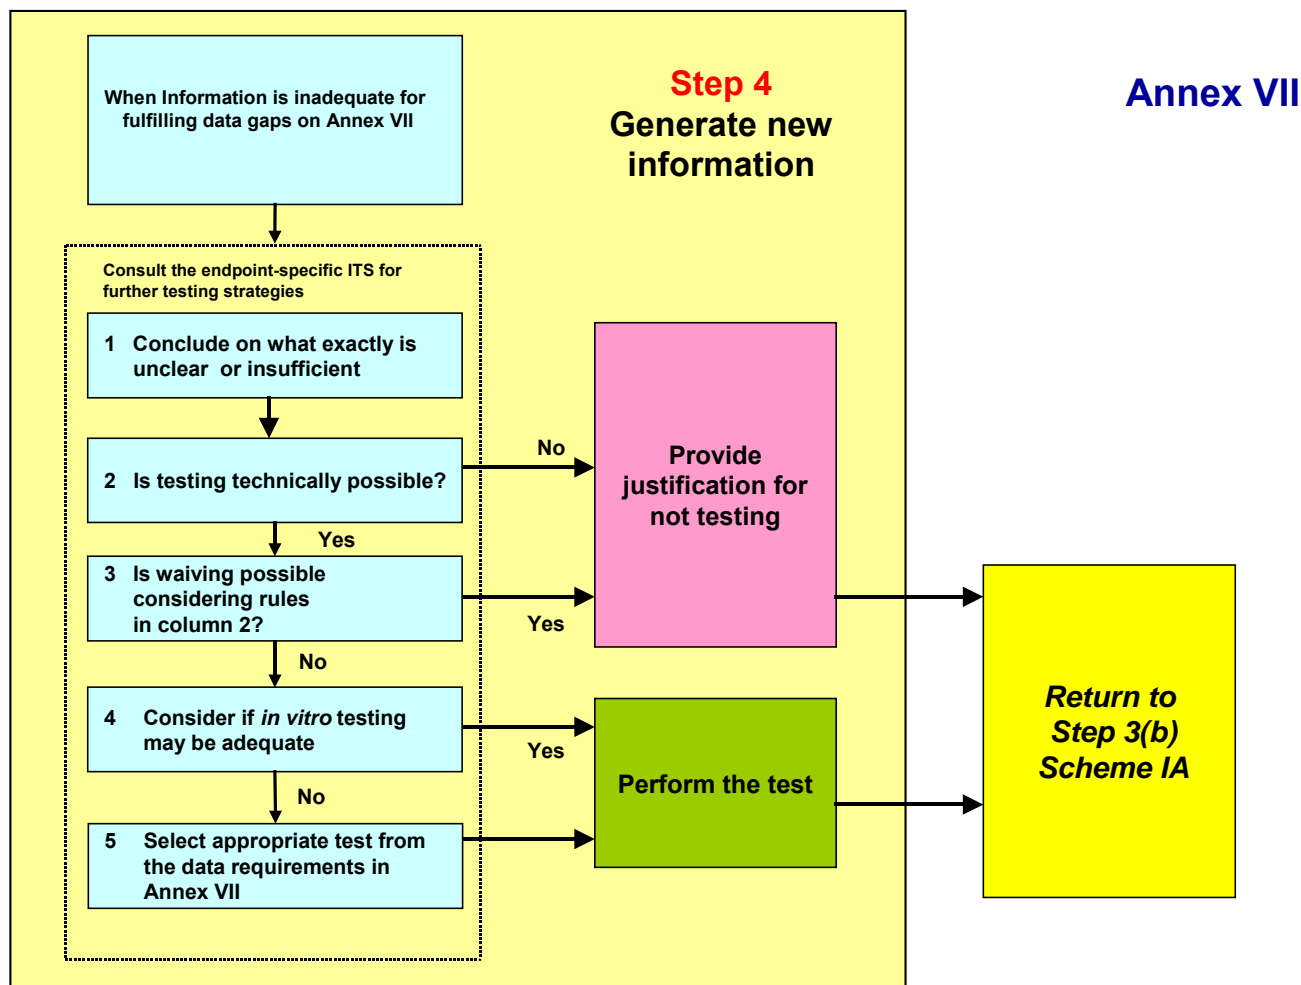 When Information is inadequate for
fulfilling data gaps on Annex VII
Step 4
Generate new
information
Annex VII
Consult the endpoint-specific ITS for
further testing strategies
1 Conclude on what exactly is
unclear or insufficient
2 Is testing technically possible?
No
Yes
Provide
justification for
not testing
3 Is waiving possible
considering rules
in column 2?
Yes
No
4 Consider if in vitro testing
may be adequate
Yes
No
Perform the test
5 Select appropriate test from
the data requirements in
Annex VII
Return to
Step 3(b)
Scheme IA